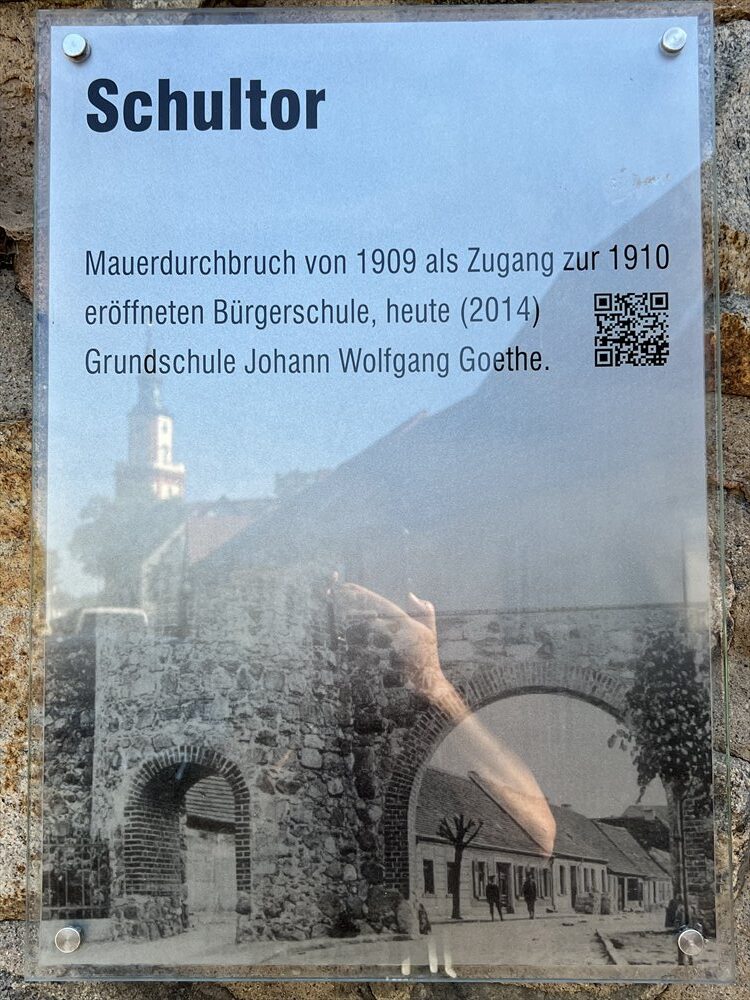 Schultor
Mauerdurchbruch von 1909 als Zugang zur 1910
eröffneten Bürgerschule, heute (2014)
Grundschule Johann Wolfgang Goethe.